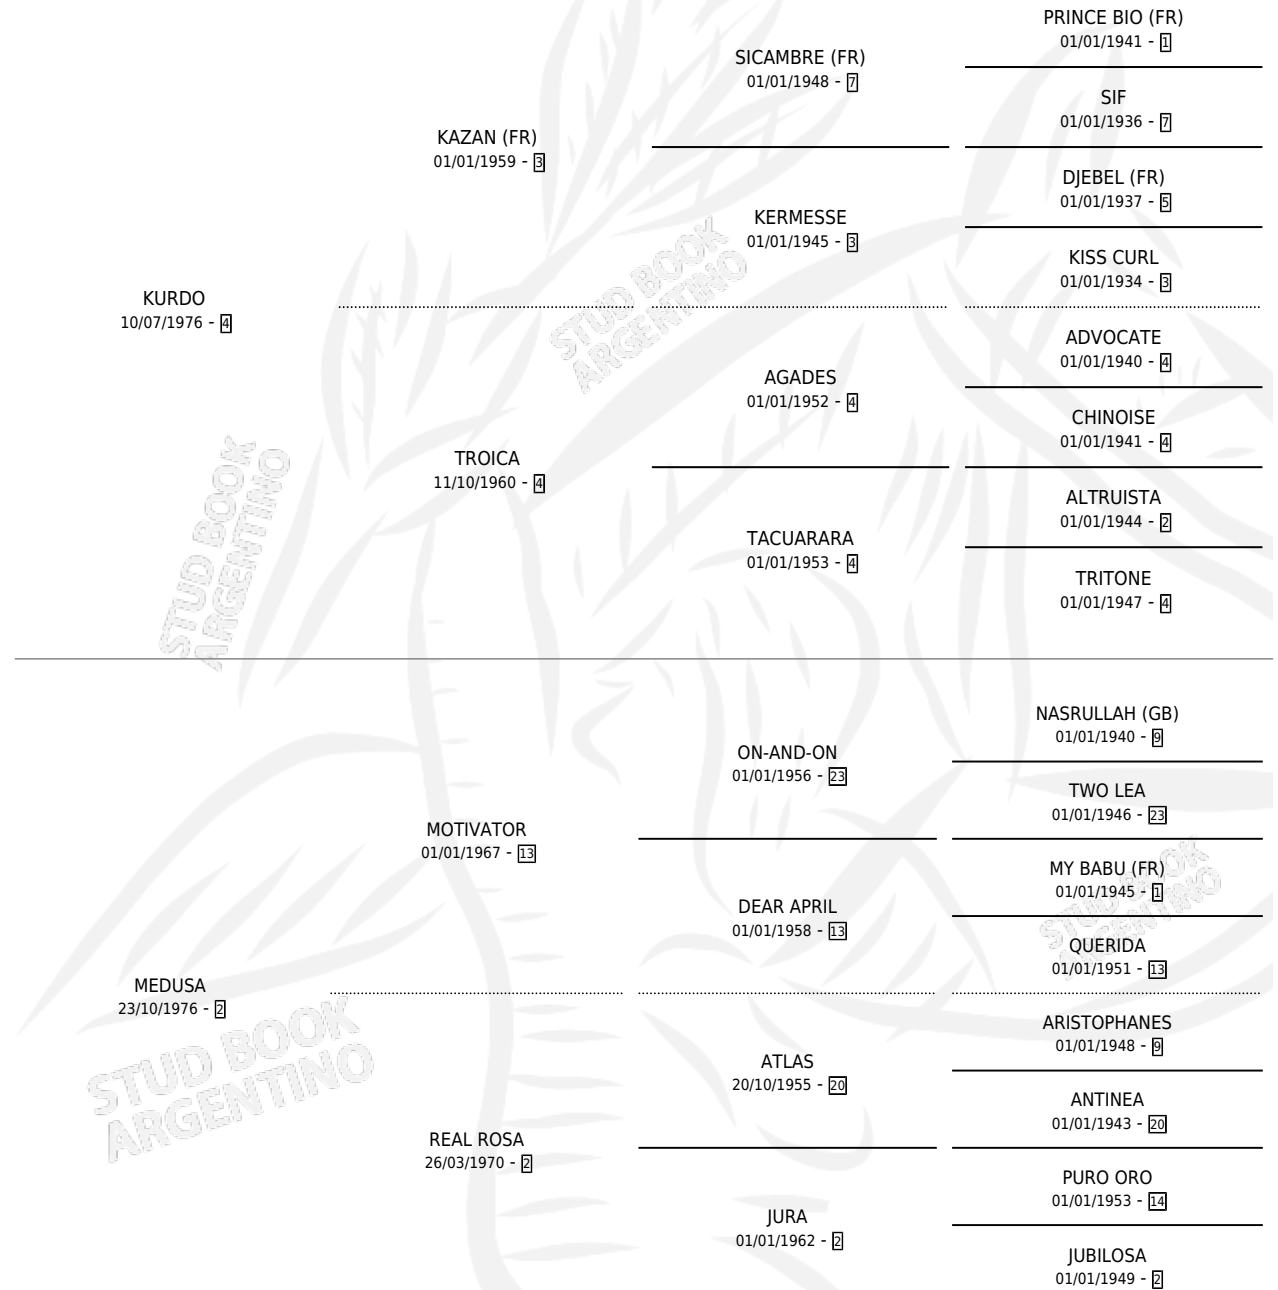 PRINCE BIO (FR)
01/01/1941 - 1
SICAMBRE (FR)
01/01/1948 - 7
SIF
01/01/1936 - 7
KAZAN (FR)
01/01/1959 - 3
DJEBEL (FR)
01/01/1937 - 5
KERMESSE
01/01/1945 - 3
KISS CURL
01/01/1934 - 3
KURDO
10/07/1976 - 4
ADVOCATE
01/01/1940 - 4
AGADES
01/01/1952 - 4
CHINOISE
01/01/1941 - 4
TROICA
11/10/1960 - 4
ALTRUISTA
01/01/1944 - 2
TACUARARA
01/01/1953 - 4
TRITONE
01/01/1947 - 4
NASRULLAH (GB)
01/01/1940 - 9
ON-AND-ON
01/01/1956 - 23
TWO LEA
01/01/1946 - 23
MOTIVATOR
01/01/1967 - 13
MY BABU (FR)
01/01/1945 - 1
DEAR APRIL
01/01/1958 - 13
QUERIDA
01/01/1951 - 13
MEDUSA
23/10/1976 - 2
ARISTOPHANES
01/01/1948 - 9
ATLAS
20/10/1955 - 20
ANTINEA
01/01/1943 - 20
REAL ROSA
26/03/1970 - 2
PURO ORO
01/01/1953 - 14
JURA
01/01/1962 - 2
JUBILOSA
01/01/1949 - 2
STUD BOOK
ARGENTINO
STUD BOOK
ARGENTINO
STUD BOOK
ARGENTINO
STUD BOOK
ARGENTINO